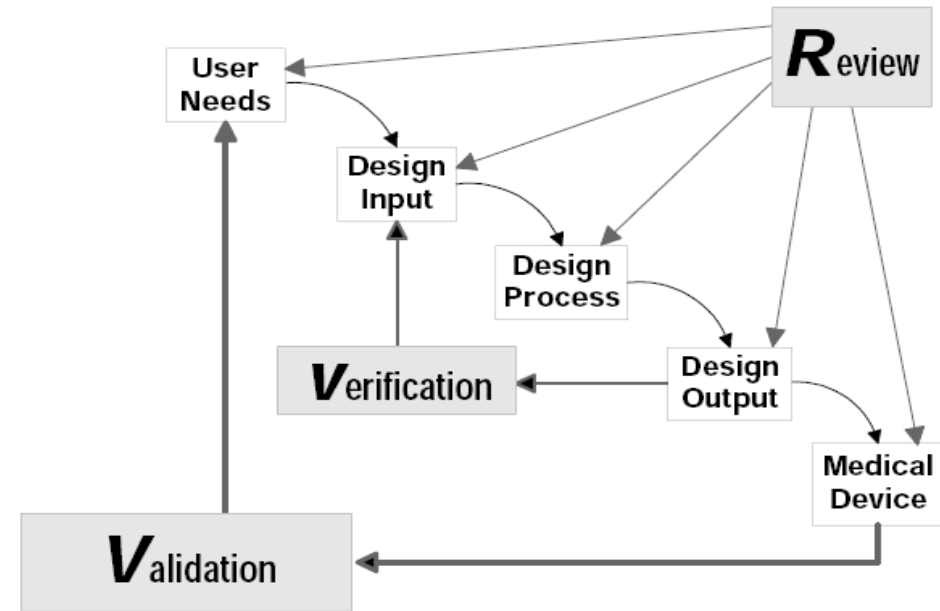 Review
User
Needs
Design
Input
Design
Process
Verification
Design
Output
Medical
Device
Validation